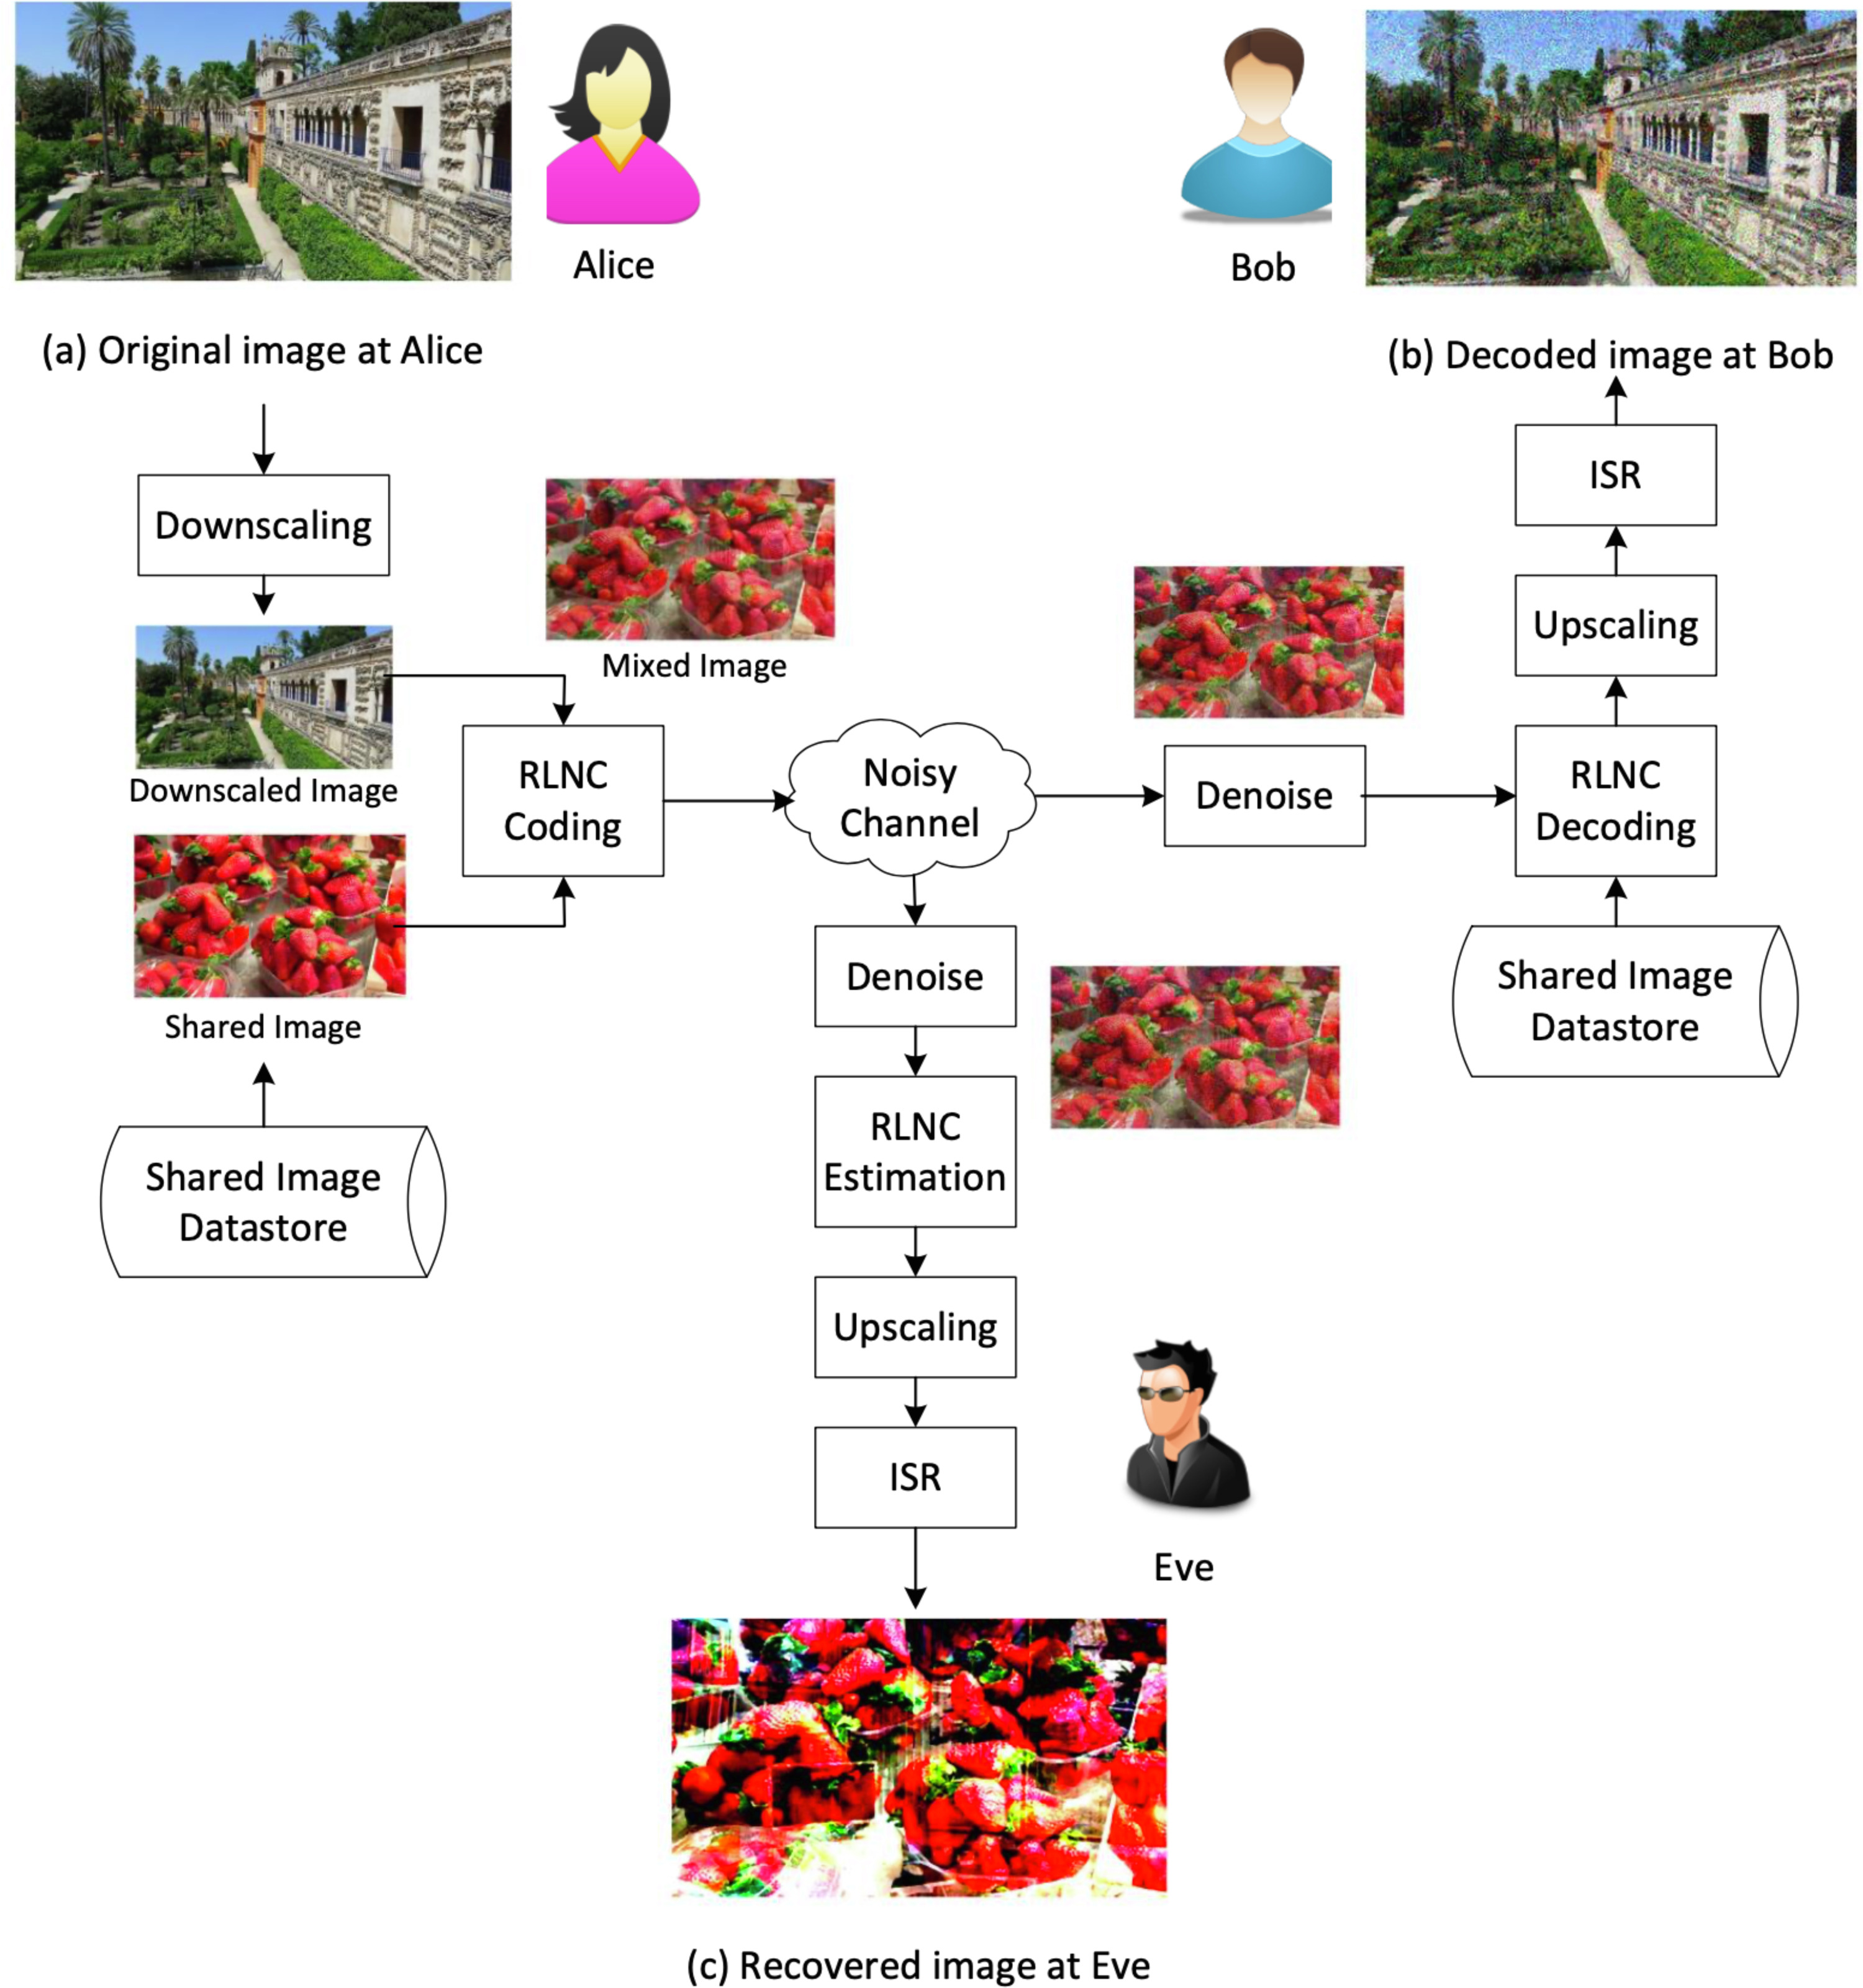 Alice
Bob
(a) Original image at Alice
(b) Decoded image at Bob
Downscaling
Downscaled Image
Shared Image
Shared Image
Datastore
Mixed Image
RLNC
Coding
Noisy
Channel
Denoise
RLNC
Decoding
Upscaling
ISR
Shared Image
Datastore
Denoise
RLNC
Estimation
Upscaling
ISR
Eve
(c) Recovered image at Eve